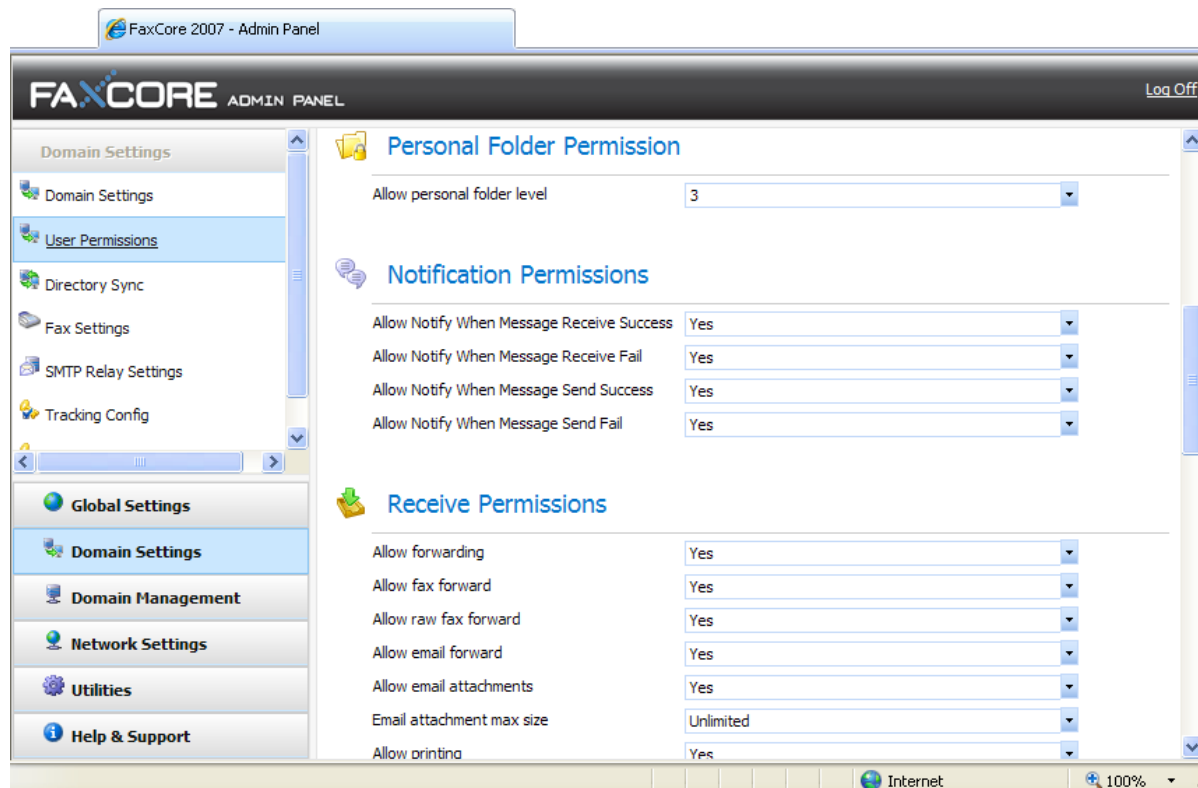 FaxCore 2007 - Admin Panel
FAXCORE ADMIN PANEL
Log Off
Domain Settings
Domain Settings
User Permissions
Directory Sync
Fax Settings
SMTP Relay Settings
Tracking Config
Global Settings
Domain Settings
Domain Management
Network Settings
Utilities
Help & Support
Personal Folder Permission
Allow personal folder level 3
Notification Permissions
Allow Notify When Message Receive Success Yes
Allow Notify When Message Receive Fail Yes
Allow Notify When Message Send Success Yes
Allow Notify When Message Send Fail Yes
Receive Permissions
Allow forwarding Yes
Allow fax forward Yes
Allow raw fax forward Yes
Allow email forward Yes
Allow email attachments Yes
Email attachment max size Unlimited
Allow printing Yes
Internet 100%